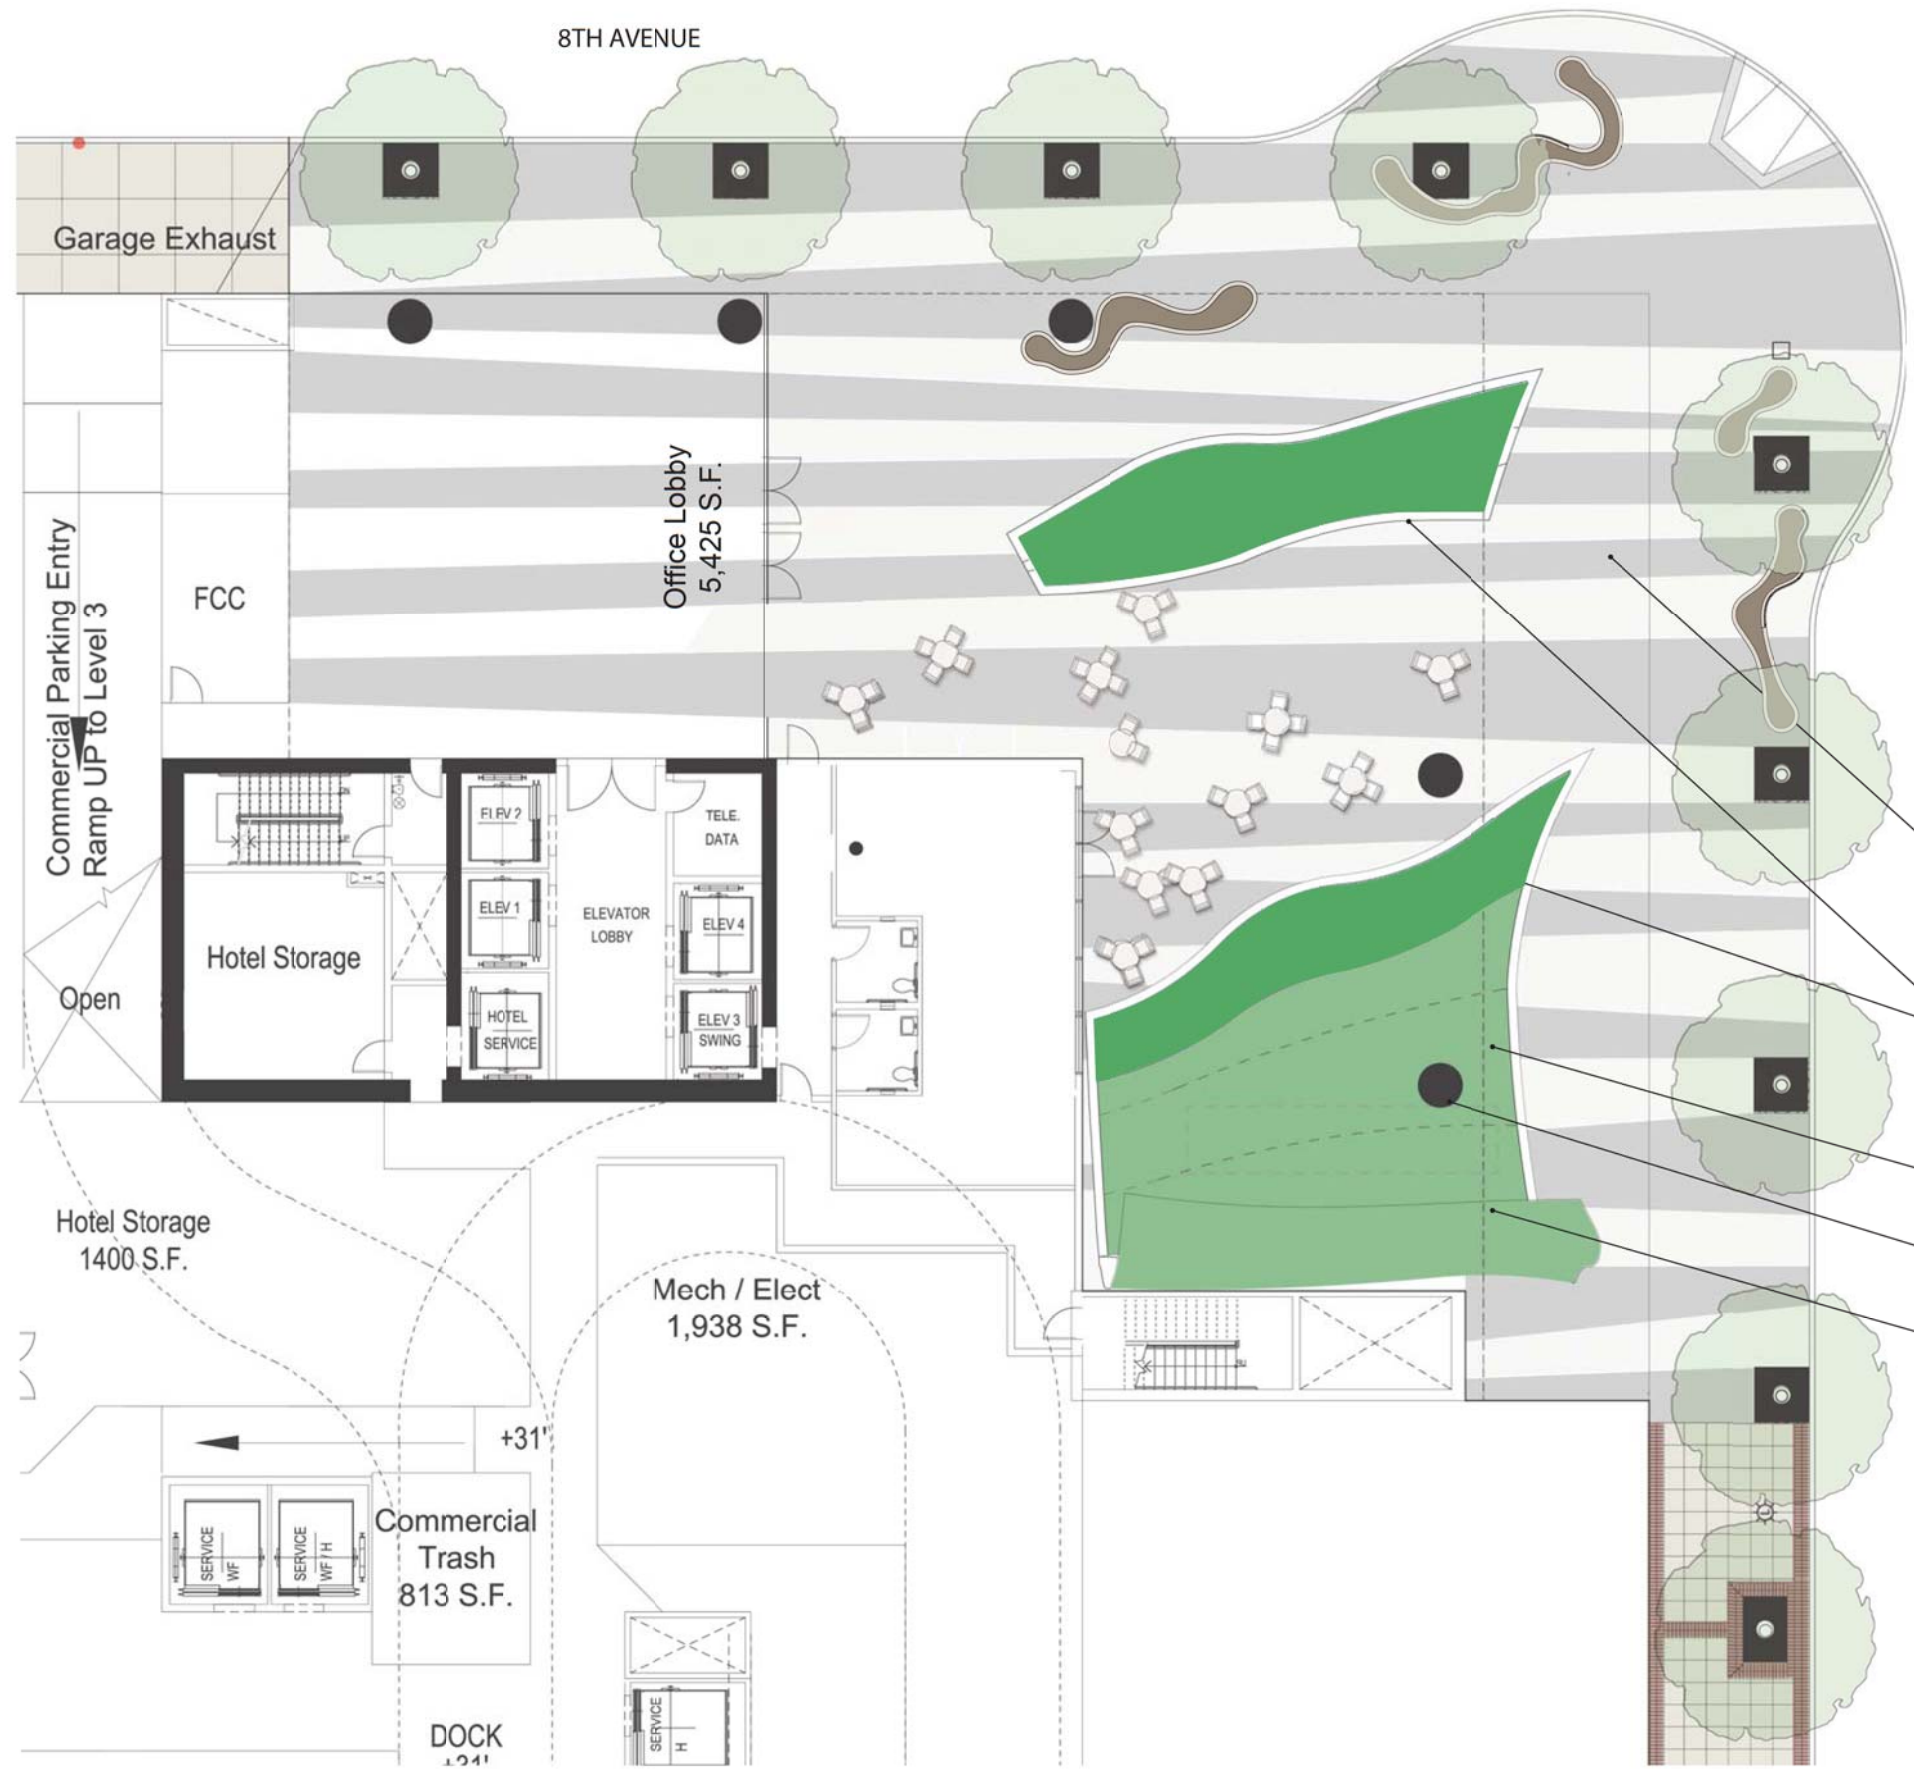 8TH AVENUE
Garage Exhaust
Office Lobby
5,425 S.F.
Commercial Parking Entry
Ramp UP to Level 3
FCC
ELEV 2
TELE.
DATA
ELEV 1
ELEVATOR
LOBBY
ELEV 4
Hotel Storage
Open
HOTEL
SERVICE
ELEV 3
SWING
Hotel Storage
1400 S.F.
Mech / Elect
1,938 S.F.
+31'
Commercial
Trash
813 S.F.
SERVICE
WF
SERVICE
WF / H
SERVICE
H
DOCK
+31'